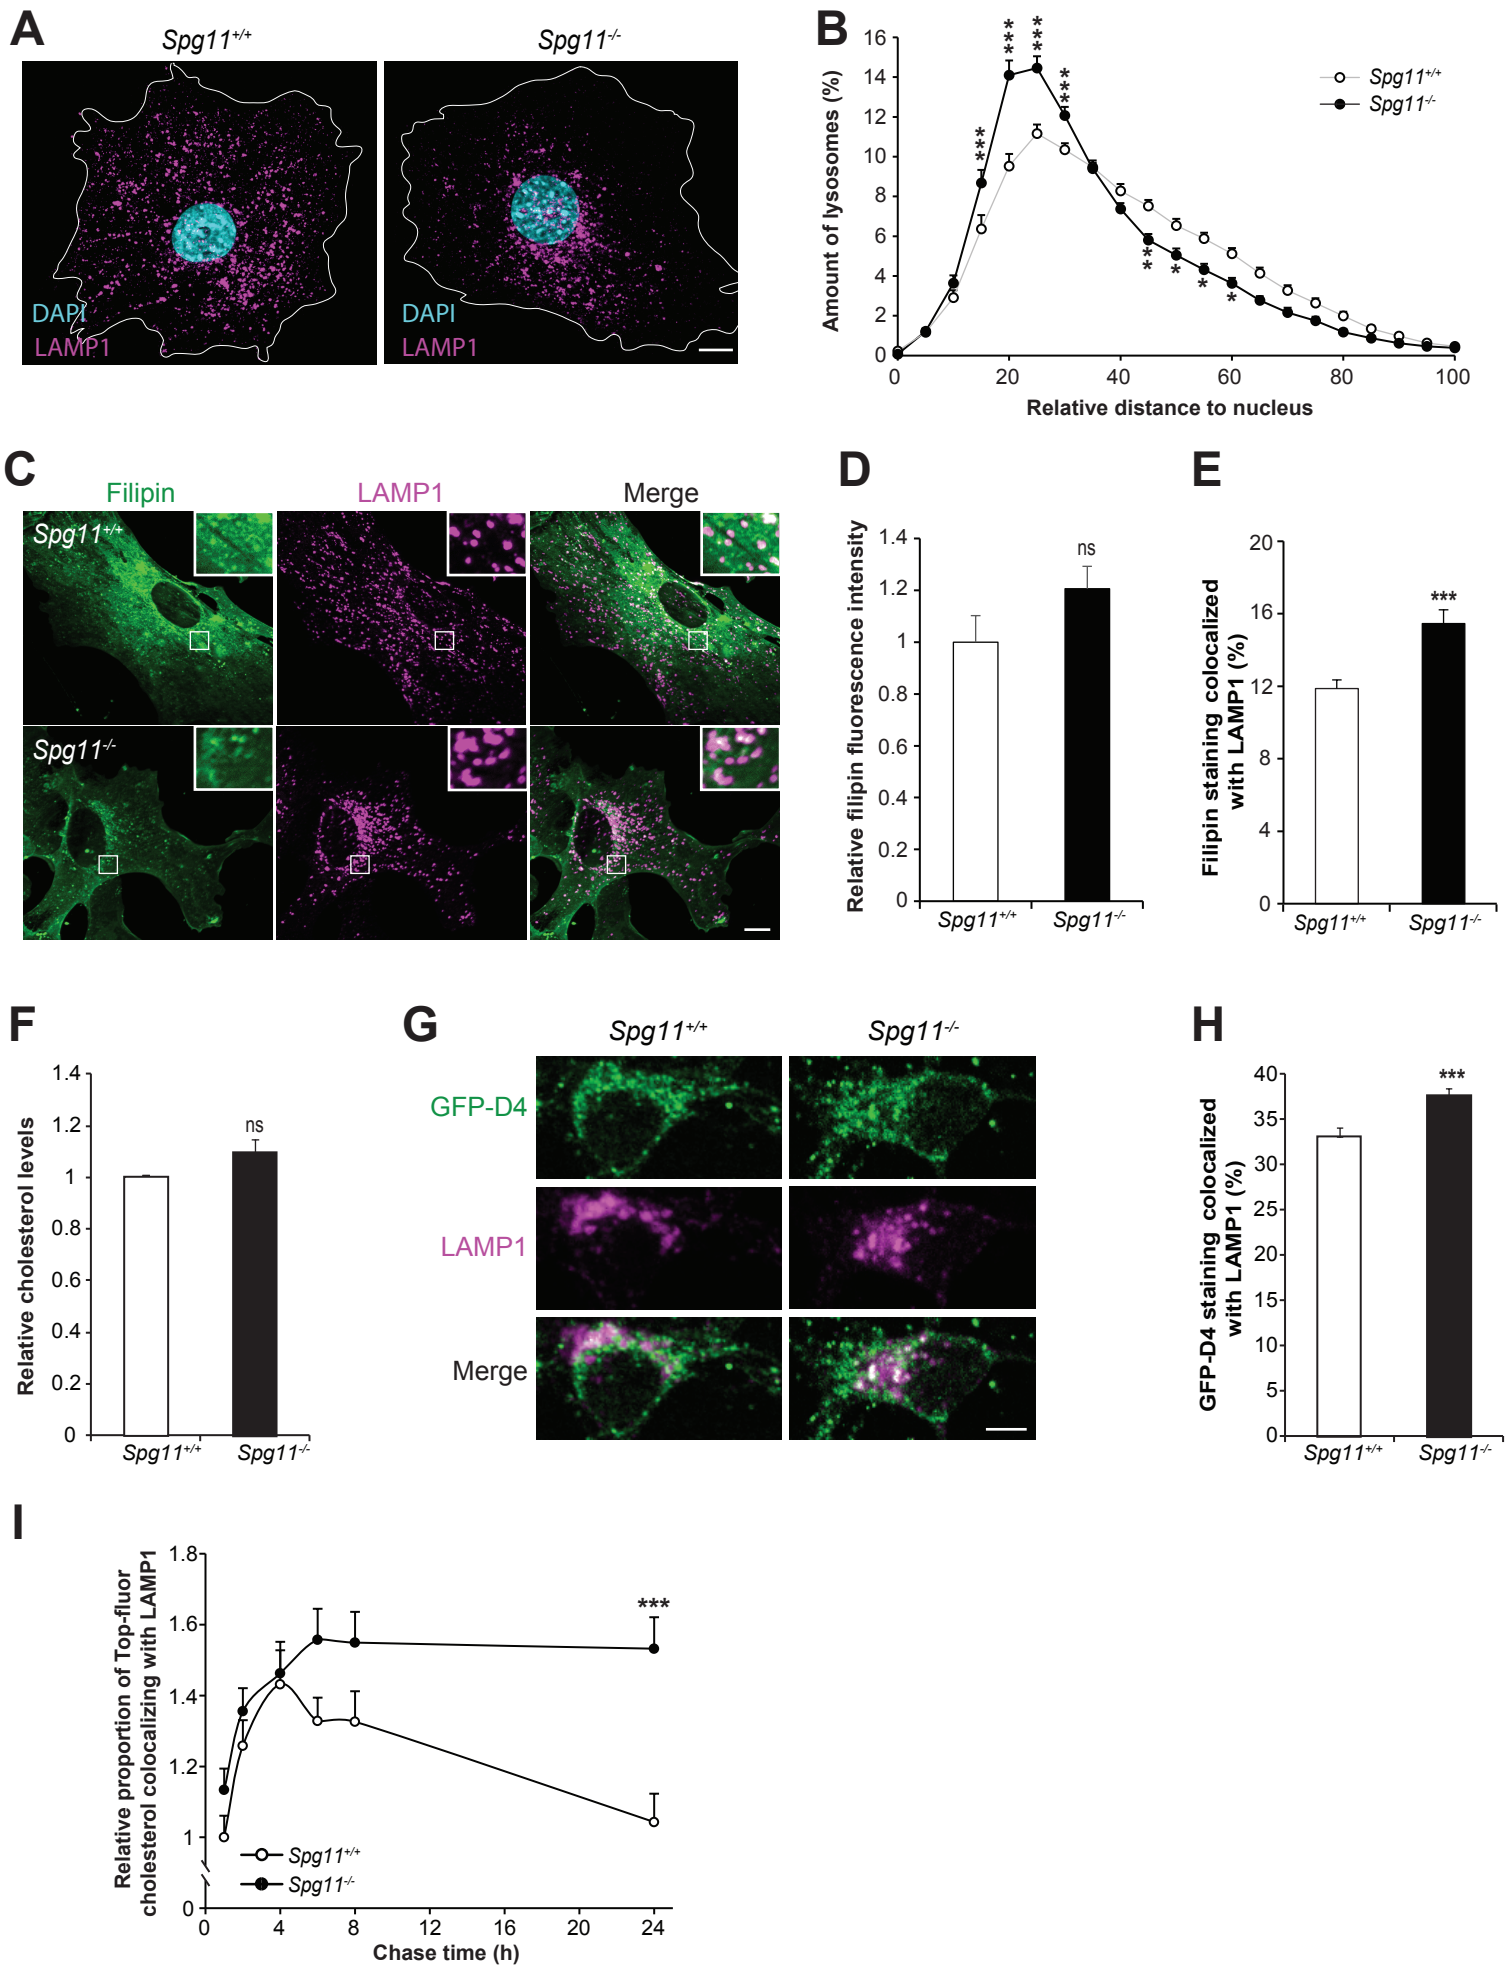 A
Spg11+/+
Spg11-/-
DAPI
LAMP1
DAPI
LAMP1
B
Amount of lysosomes (%)
16
14
12
10
8
6
4
2
0
0
20
40
60
80
100
Relative distance to nucleus
Spg11+/+
Spg11-/-
***
***
***
***
**
*
*
*
C
Filipin
LAMP1
Merge
Spg11+/+
Spg11-/-
D
Relative filipin fluorescence intensity
1.4
1.2
1
0.8
0.6
0.4
0.2
0
ns
Spg11+/+
Spg11-/-
E
Filipin staining colocalized
with LAMP1 (%)
20
16
12
8
4
0
***
Spg11+/+
Spg11-/-
F
Relative cholesterol levels
1.4
1.2
1
0.8
0.6
0.4
0.2
0
ns
Spg11+/+
Spg11-/-
G
Spg11+/+
Spg11-/-
GFP-D4
LAMP1
Merge
H
GFP-D4 staining colocalized
with LAMP1 (%)
40
35
30
25
20
15
10
5
0
***
Spg11+/+
Spg11-/-
I
Relative proportion of Top-fluor
cholesterol colocalizing with LAMP1
1.8
1.6
1.4
1.2
1
0
***
Spg11+/+
Spg11-/-
0
4
8
12
16
20
24
Chase time (h)